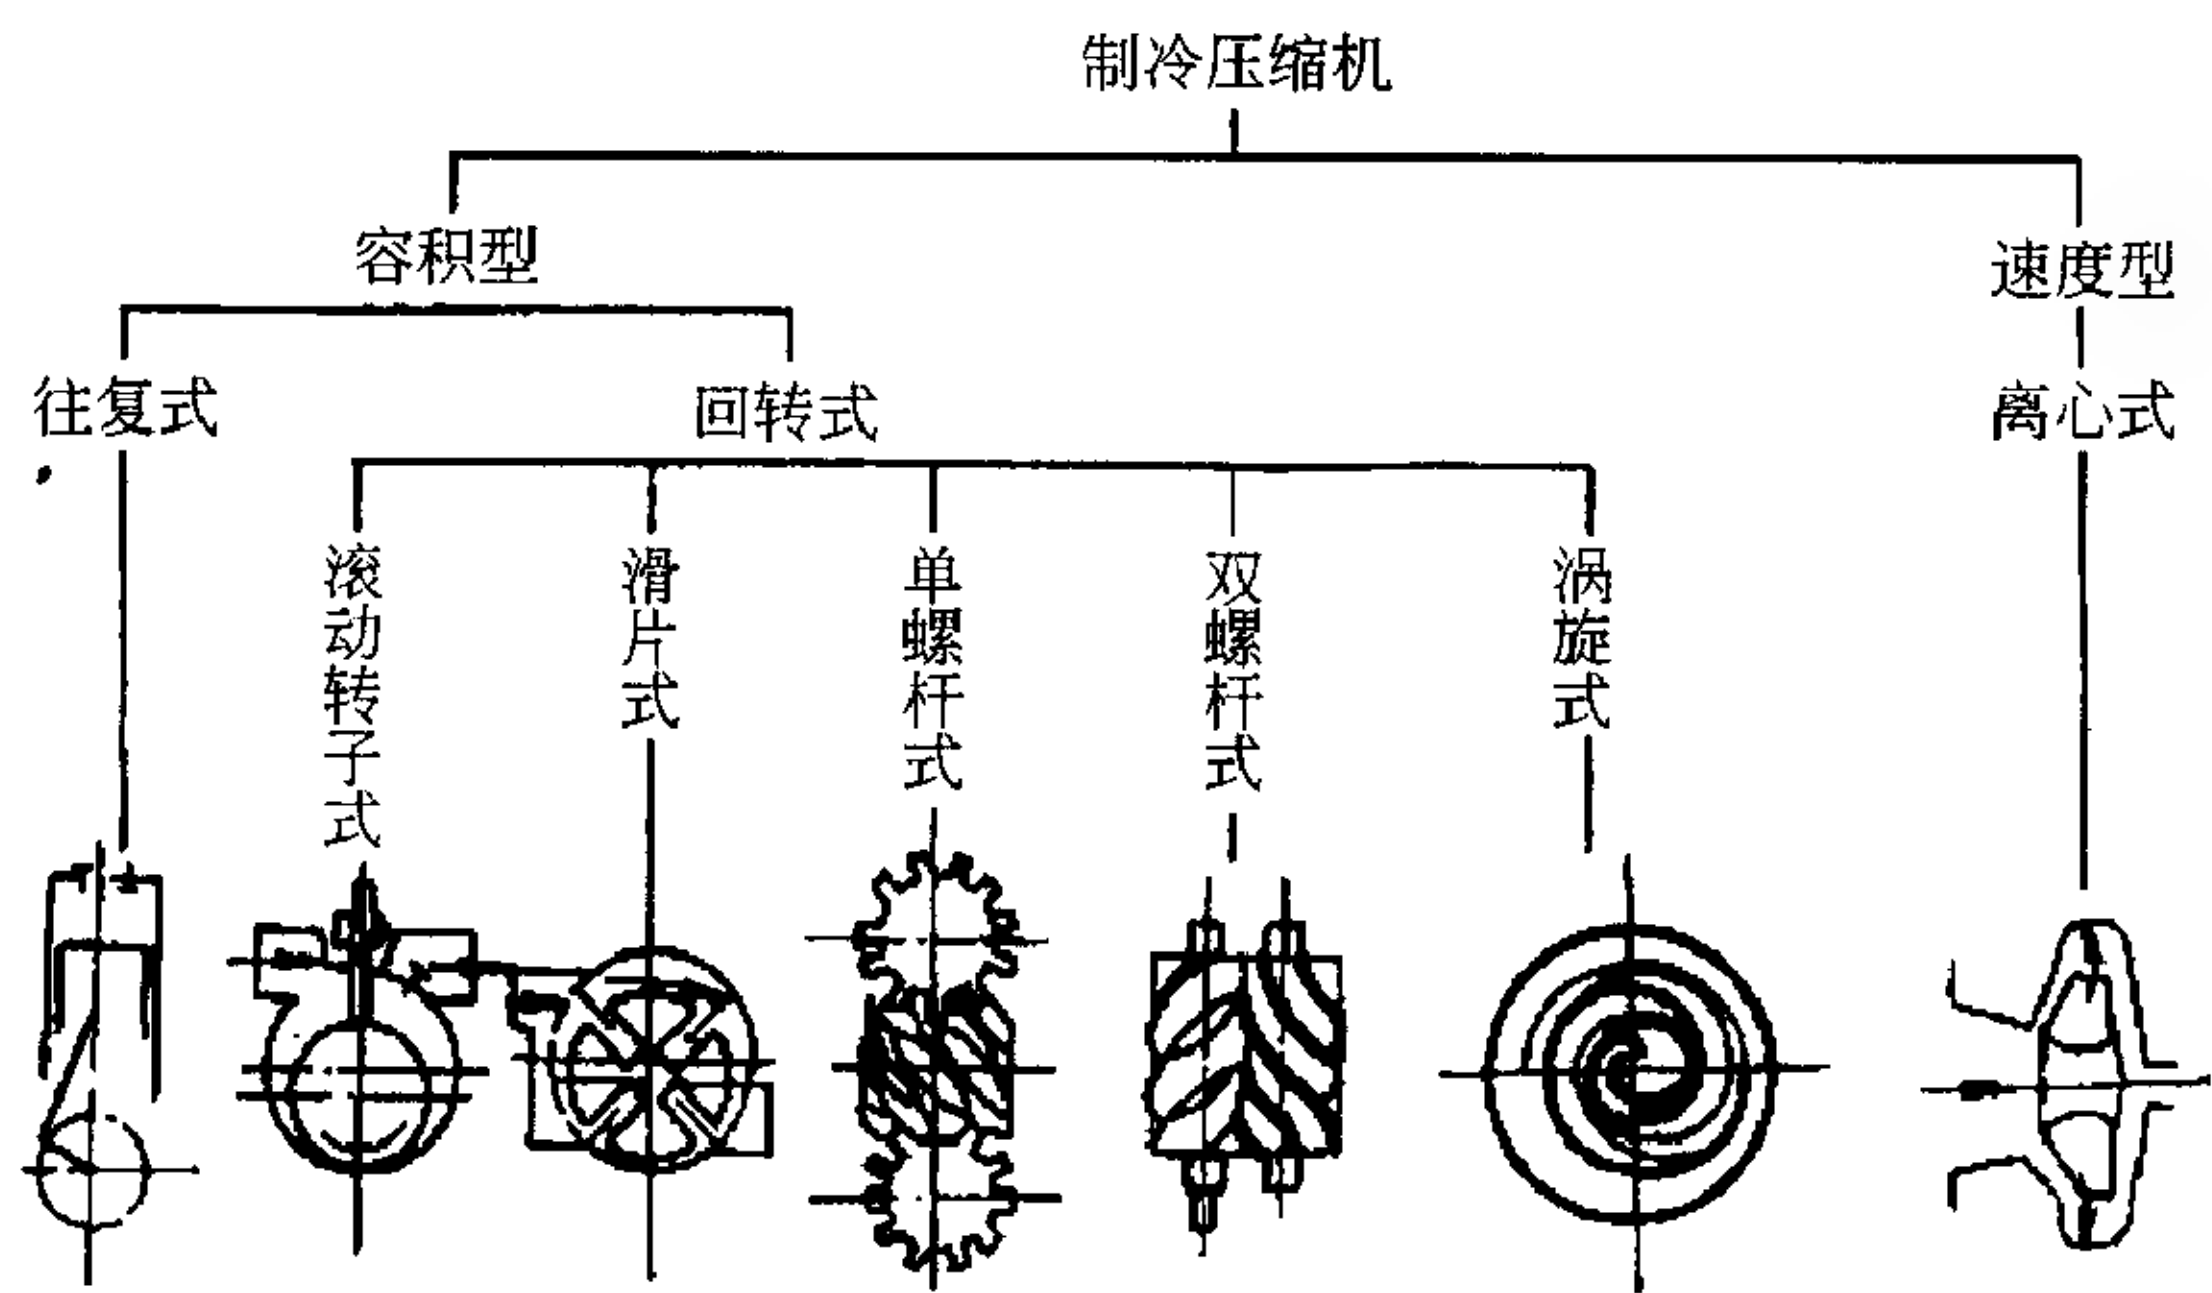 制冷压缩机
容积型
速度型
往复式
回转式
离心式
滚动转子式
滑片式
单螺杆式
双螺杆式
涡旋式